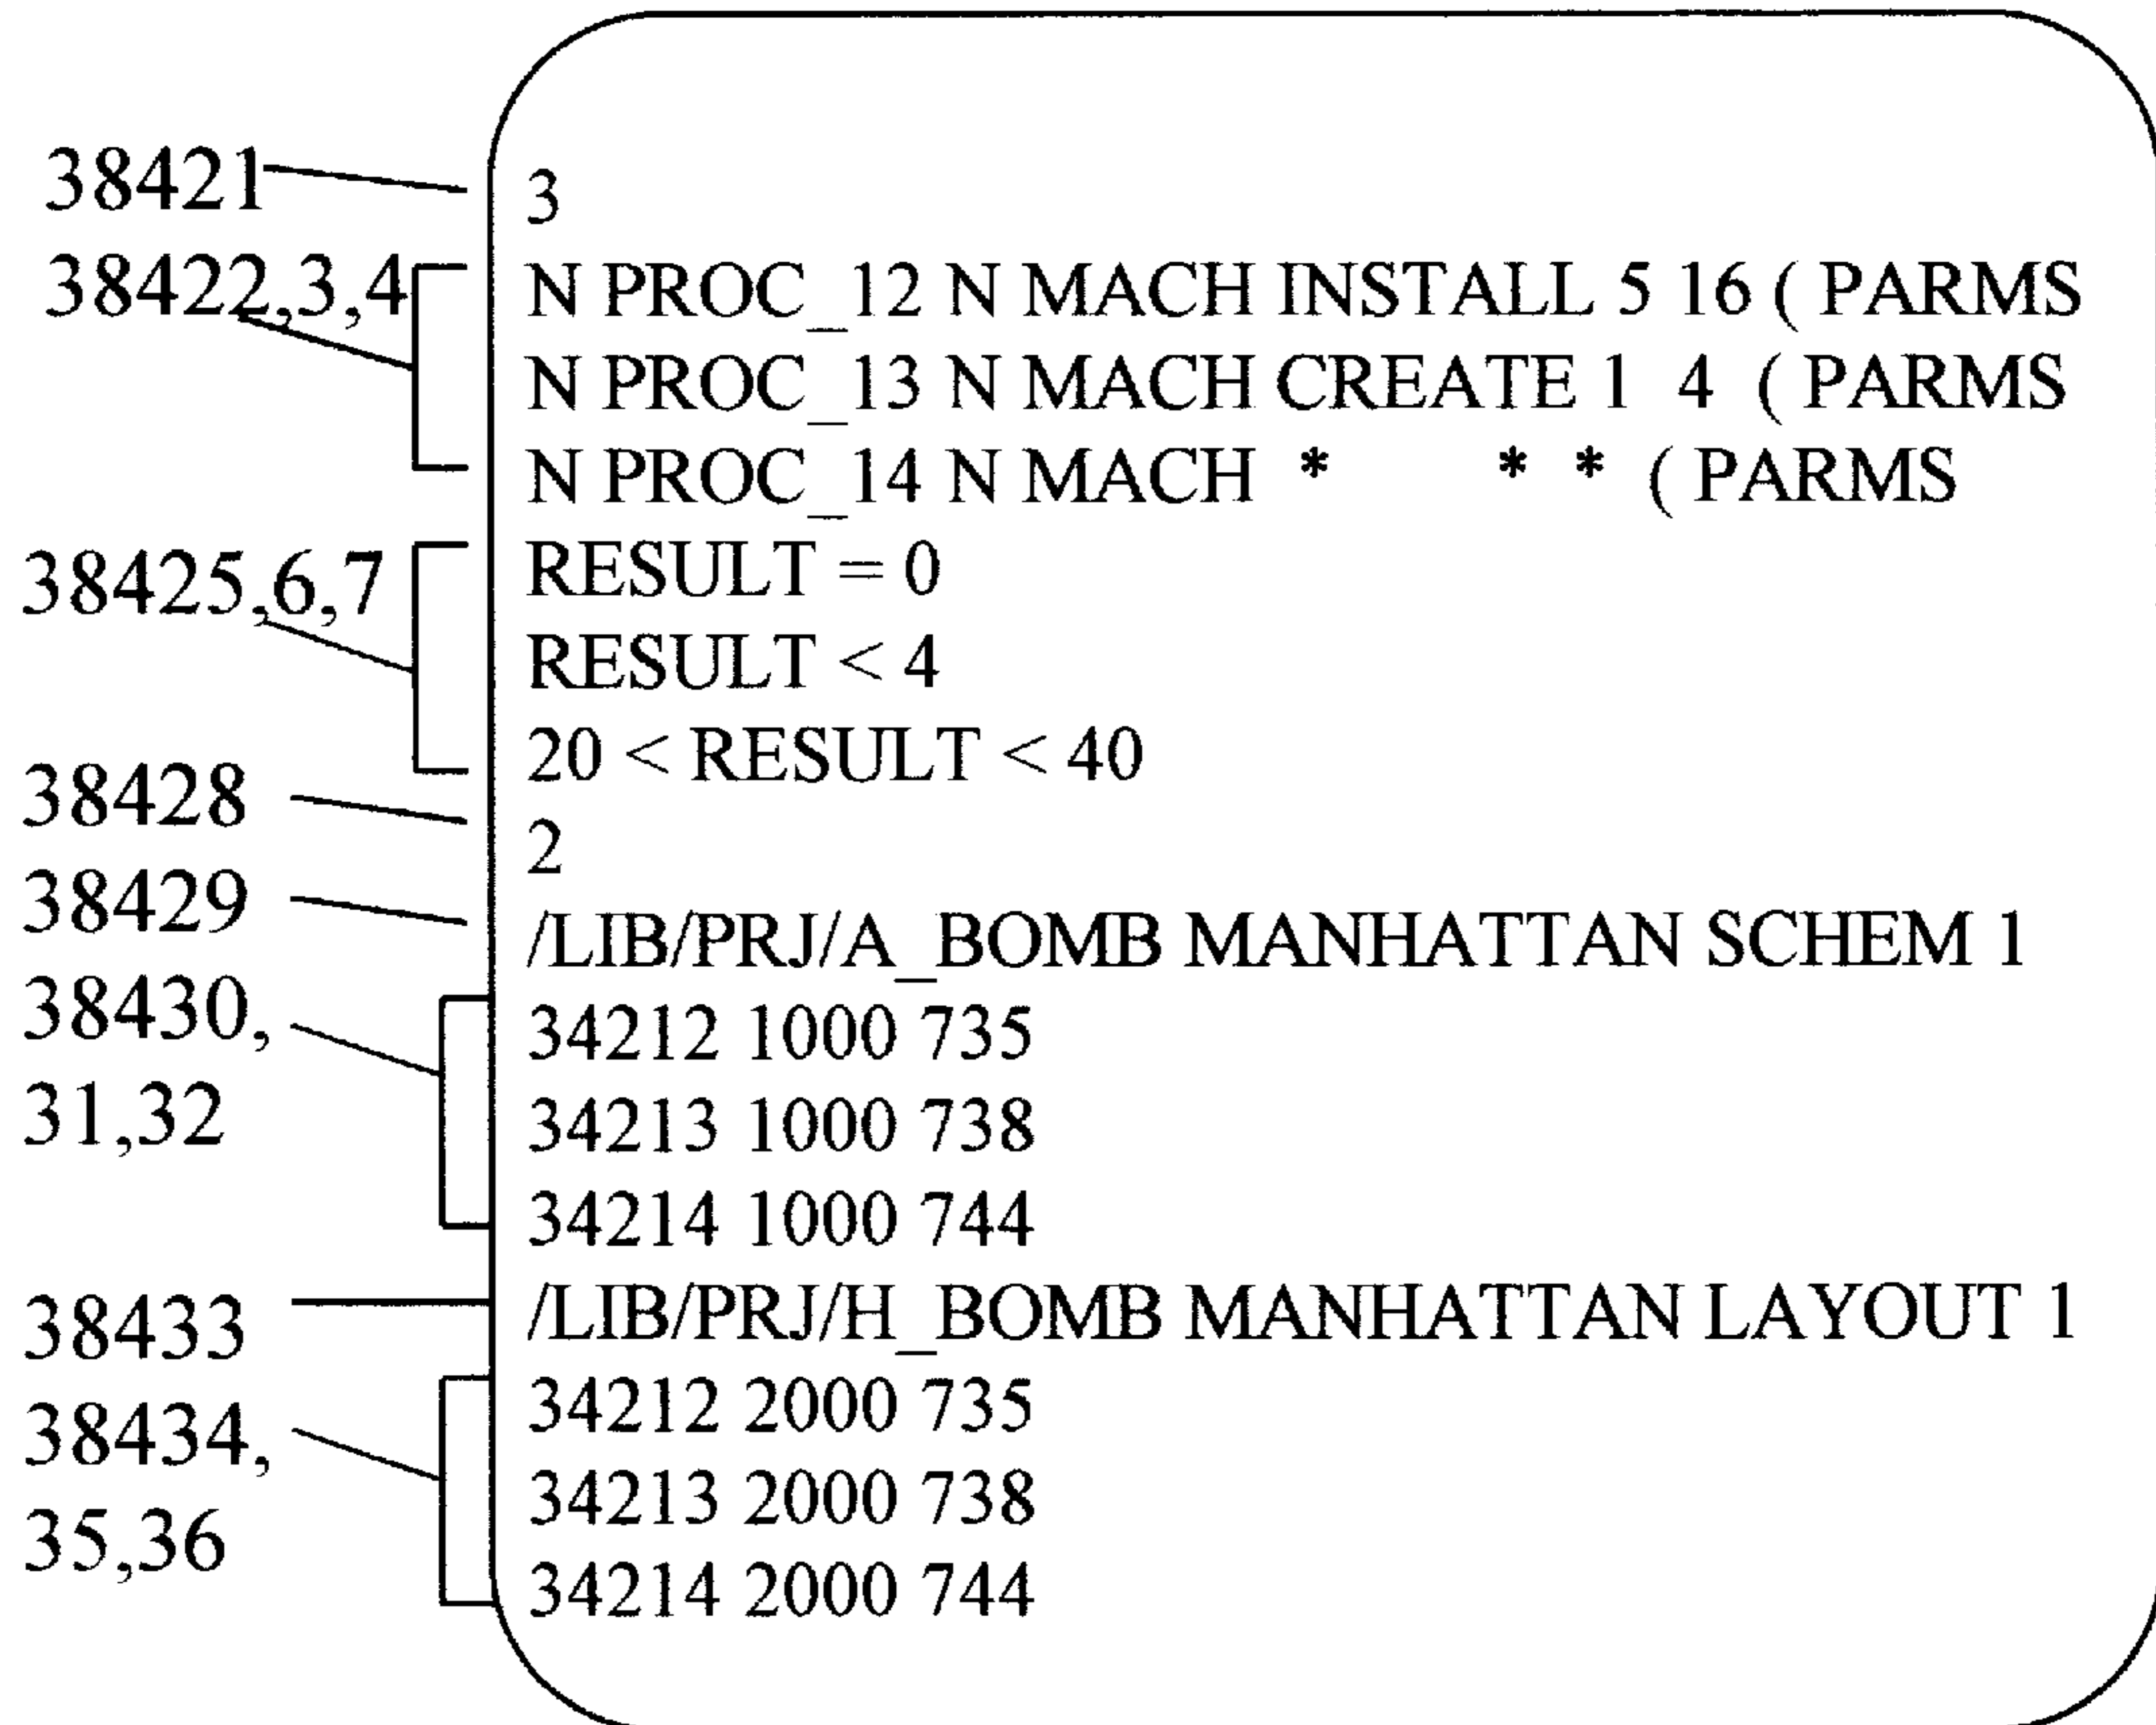 38421
3
38422,3,4
N PROC_12 N MACH INSTALL 5 16 ( PARMS
N PROC_13 N MACH CREATE 1 4 ( PARMS
N PROC_14 N MACH * * * ( PARMS
38425,6,7
RESULT = 0
RESULT < 4
20 < RESULT < 40
38428
2
38429
/LIB/PRJ/A_BOMB MANHATTAN SCHEM 1
38430,
31,32
34212 1000 735
34213 1000 738
34214 1000 744
38433
/LIB/PRJ/H_BOMB MANHATTAN LAYOUT 1
38434,
35,36
34212 2000 735
34213 2000 738
34214 2000 744